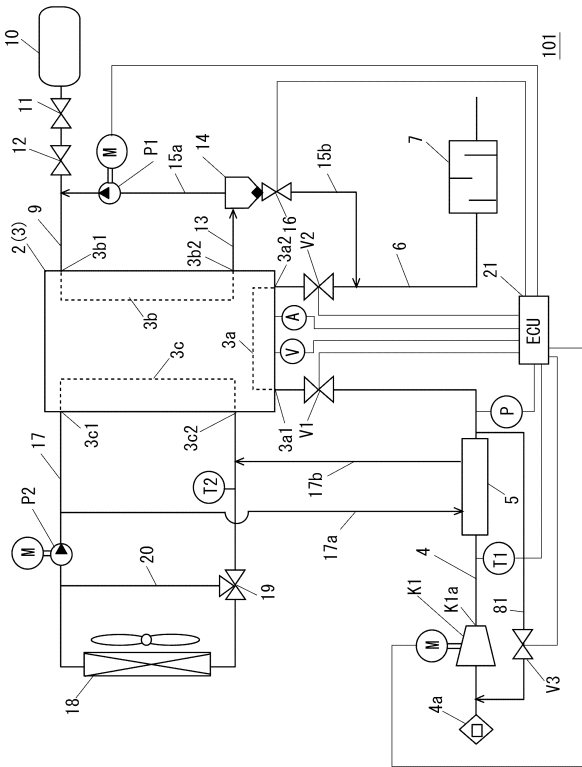 10
11
12
M
P1
15a
14
9
2(3)
3b1
13
3b2
16
15b
7
3b
3a2
V2
6
21
3c
3a
A
V
ECU
3c1
3c2
3a1
V1
17
T2
17b
P
P2
M
17a
5
20
19
4
T1
K1
K1a
81
M
18
4a
V3
101